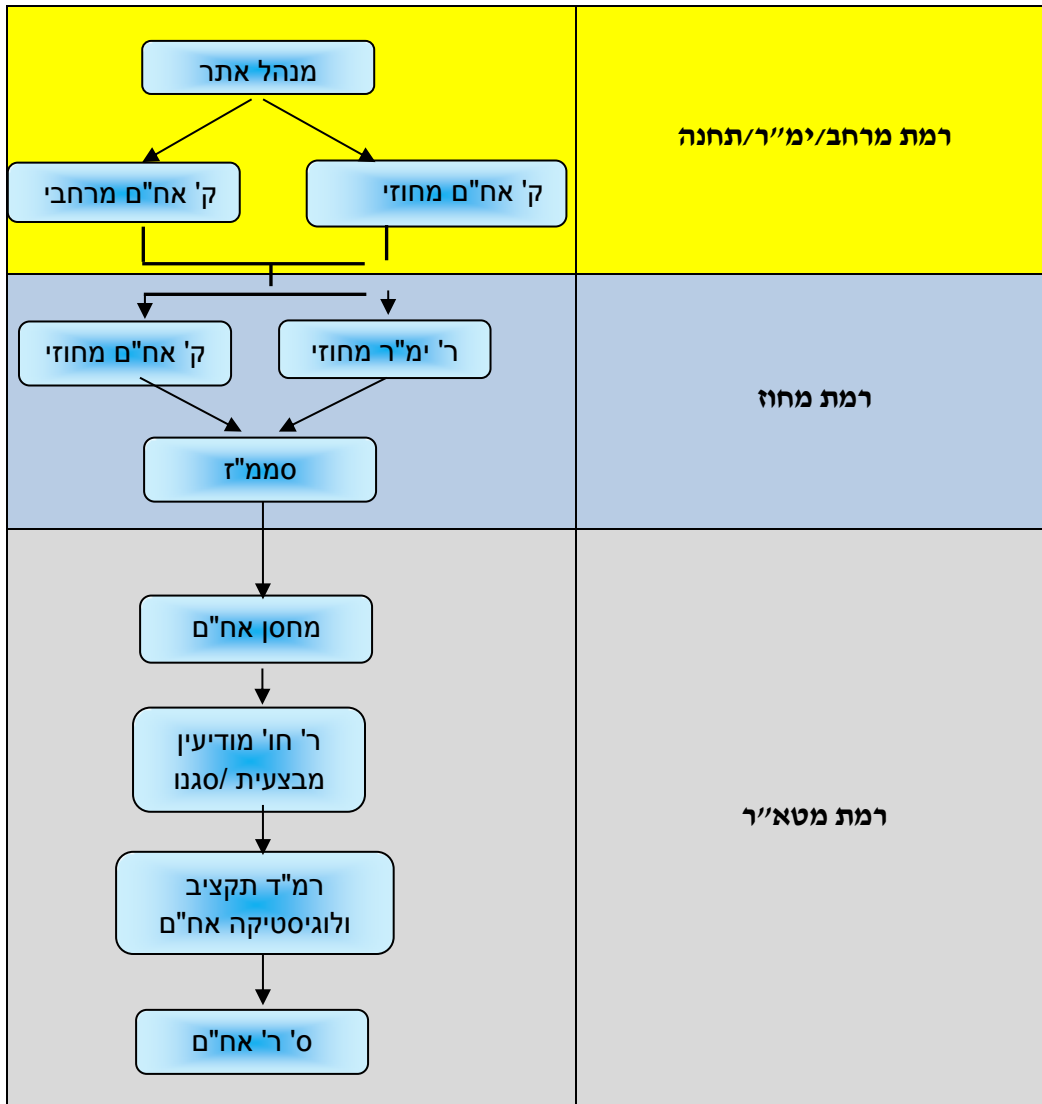 רמת מרחב/ימ״ר/תחנה
מנהל אתר
ק' אח"ם מחוזי
ק' אח"ם מרחבי
רמת מחוז
ר' ימ"ר מחוזי
ק' אח"ם מחוזי
סממ"ז
רמת מטא״ר
מחסן אח"ם
ר' חו' מודיעין
מבצעית /סגנו
רמ"ד תקציב
ולוגיסטיקה אח"ם
ס' ר' אח"ם